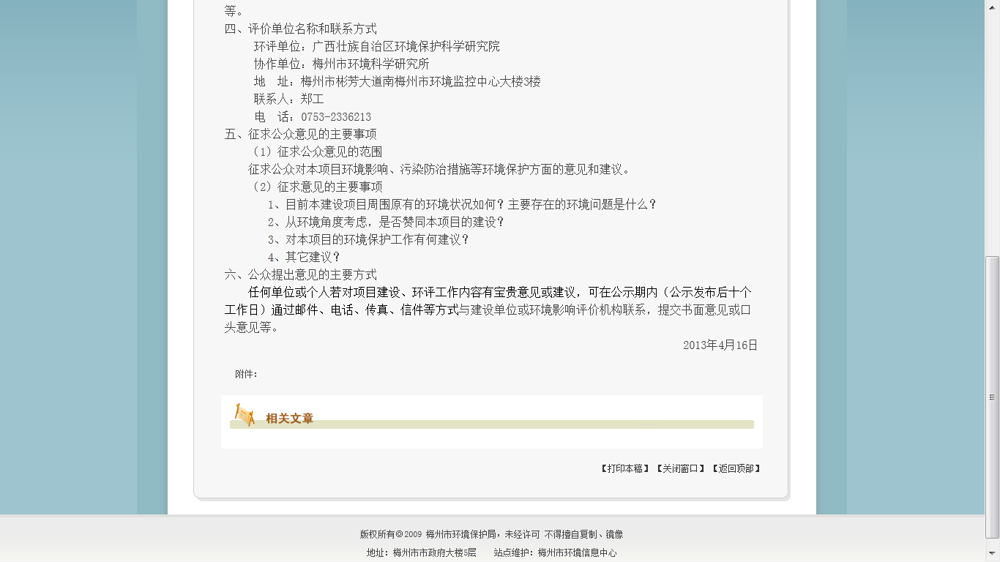 等。
四、评价单位名称和联系方式
环评单位：广西壮族自治区环境保护科学研究院
协作单位：梅州市环境科学研究所
地　址：梅州市彬芳大道南梅州市环境监控中心大楼3楼
联系人：郑工
电　话：0753-2336213
五、征求公众意见的主要事项
（1）征求公众意见的范围
征求公众对本项目环境影响、污染防治措施等环境保护方面的意见和建议。
（2）征求意见的主要事项
1、目前本建设项目周围原有的环境状况如何？主要存在的环境问题是什么？
2、从环境角度考虑，是否赞同本项目的建设？
3、对本项目的环境保护工作有何建议？
4、其它建议？
六、公众提出意见的主要方式
任何单位或个人若对项目建设、环评工作内容有宝贵意见或建议，可在公示期内（公示发布后十个
工作日）通过邮件、电话、传真、信件等方式与建设单位或环境影响评价机构联系，提交书面意见或口
头意见等。
2013年4月16日
附件：
相关文章
【打印本稿】 【关闭窗口】 【返回顶部】
版权所有©2009 梅州市环境保护局，未经许可 不得擅自复制、镜像
地址：梅州市市政府大楼5层　　站点维护：梅州市环境信息中心